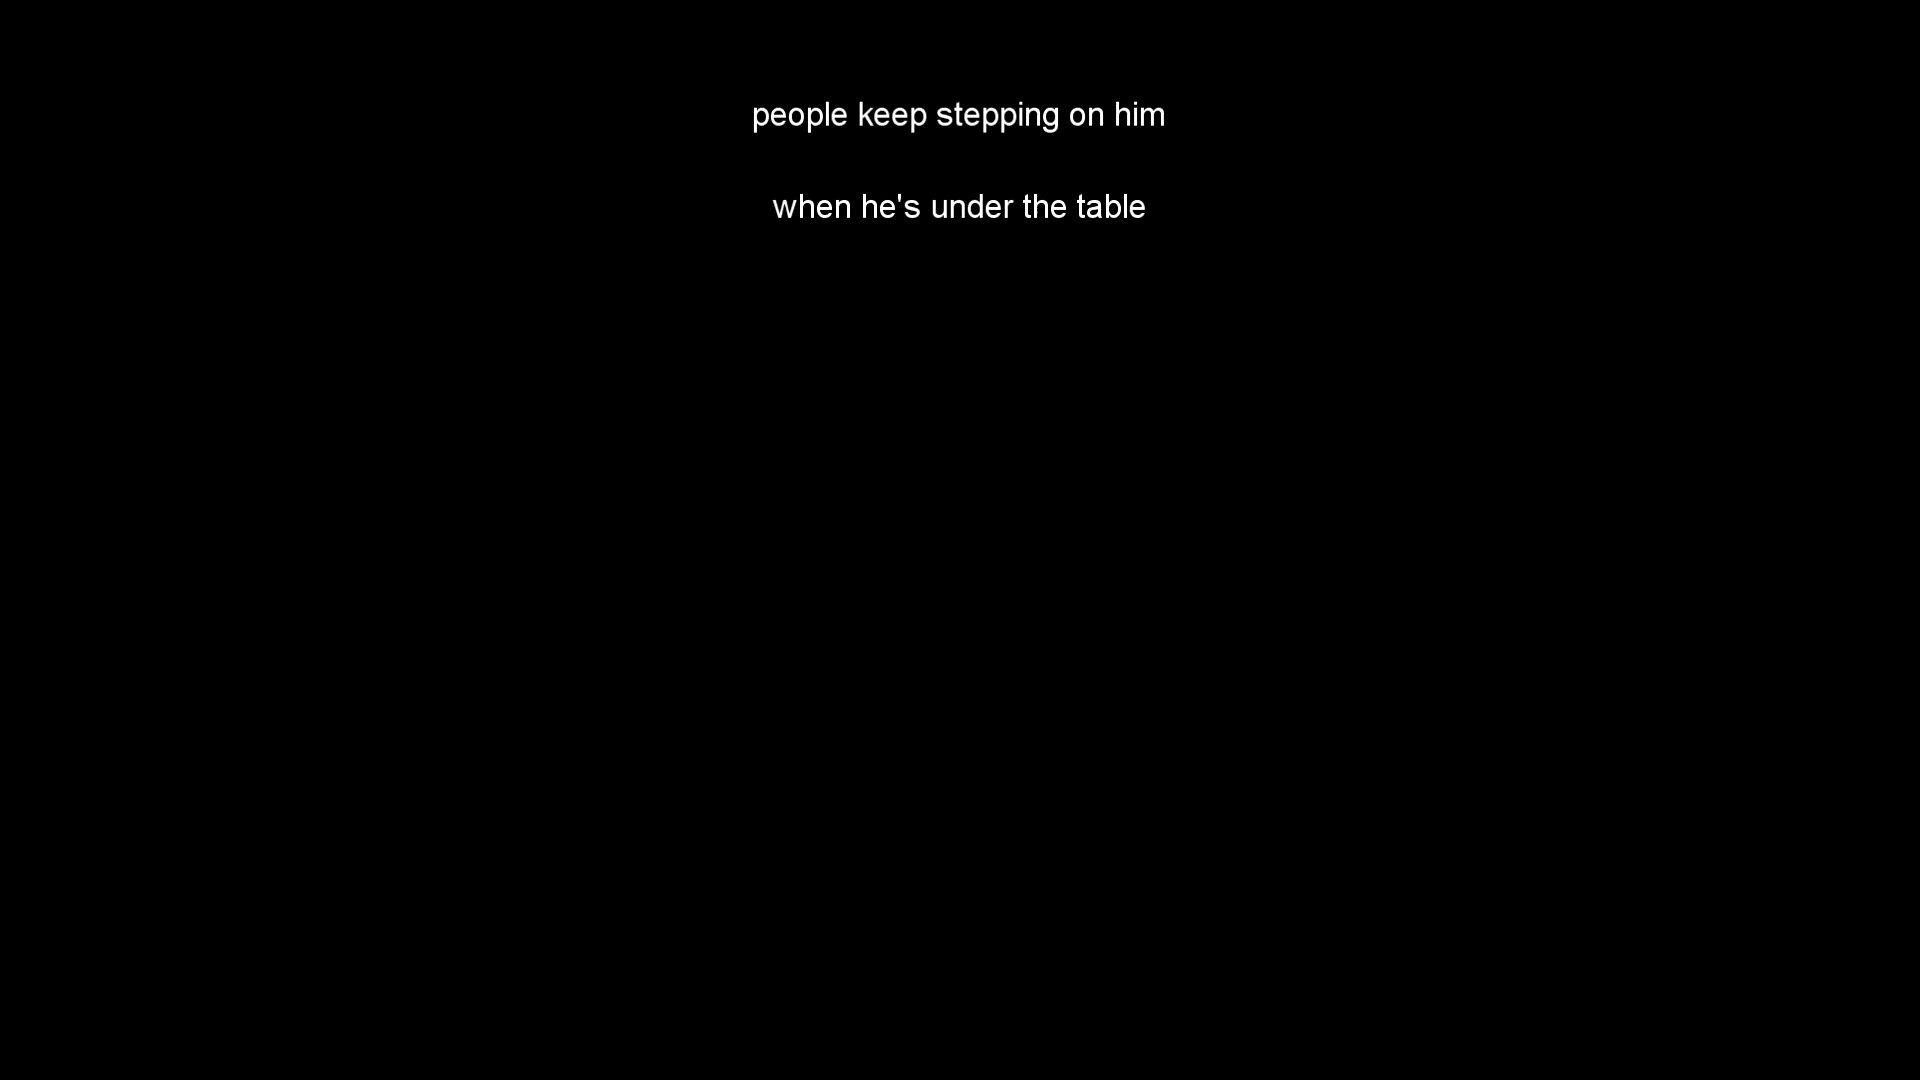 people keep stepping on him
when he's under the table